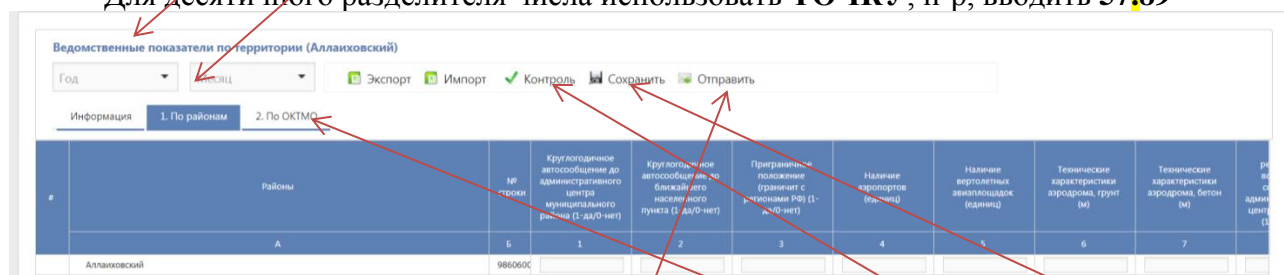 Для десятичного разделителя числа использовать ТОЧКУ, н-р, вводить 57.89
Ведомственные показатели по территории (Аллаиховский)
Год Месяц Экспорт Импорт Контроль Сохранить Отправить
Информация 1. По районам 2. По ОКТМО
#
Районы
№
строки
Круглогодичное
автосообщение до
административного
центра
муниципального
района (1-да/0-нет)
Круглогодичное
автосообщение до
ближайшего
населенного
пункта (1-да/0-нет)
Приграничное
положение
(граничит с
регионами РФ) (1-
да/0-нет)
Наличие
аэропортов
(единиц)
Наличие
вертолетных
авиаплощадок
(единиц)
Технические
характеристики
аэродрома, грунт
(м)
Технические
характеристики
аэродрома, бетон
(м)
А Б 1 2 3 4 5 6 7
Аллаиховский 9860600